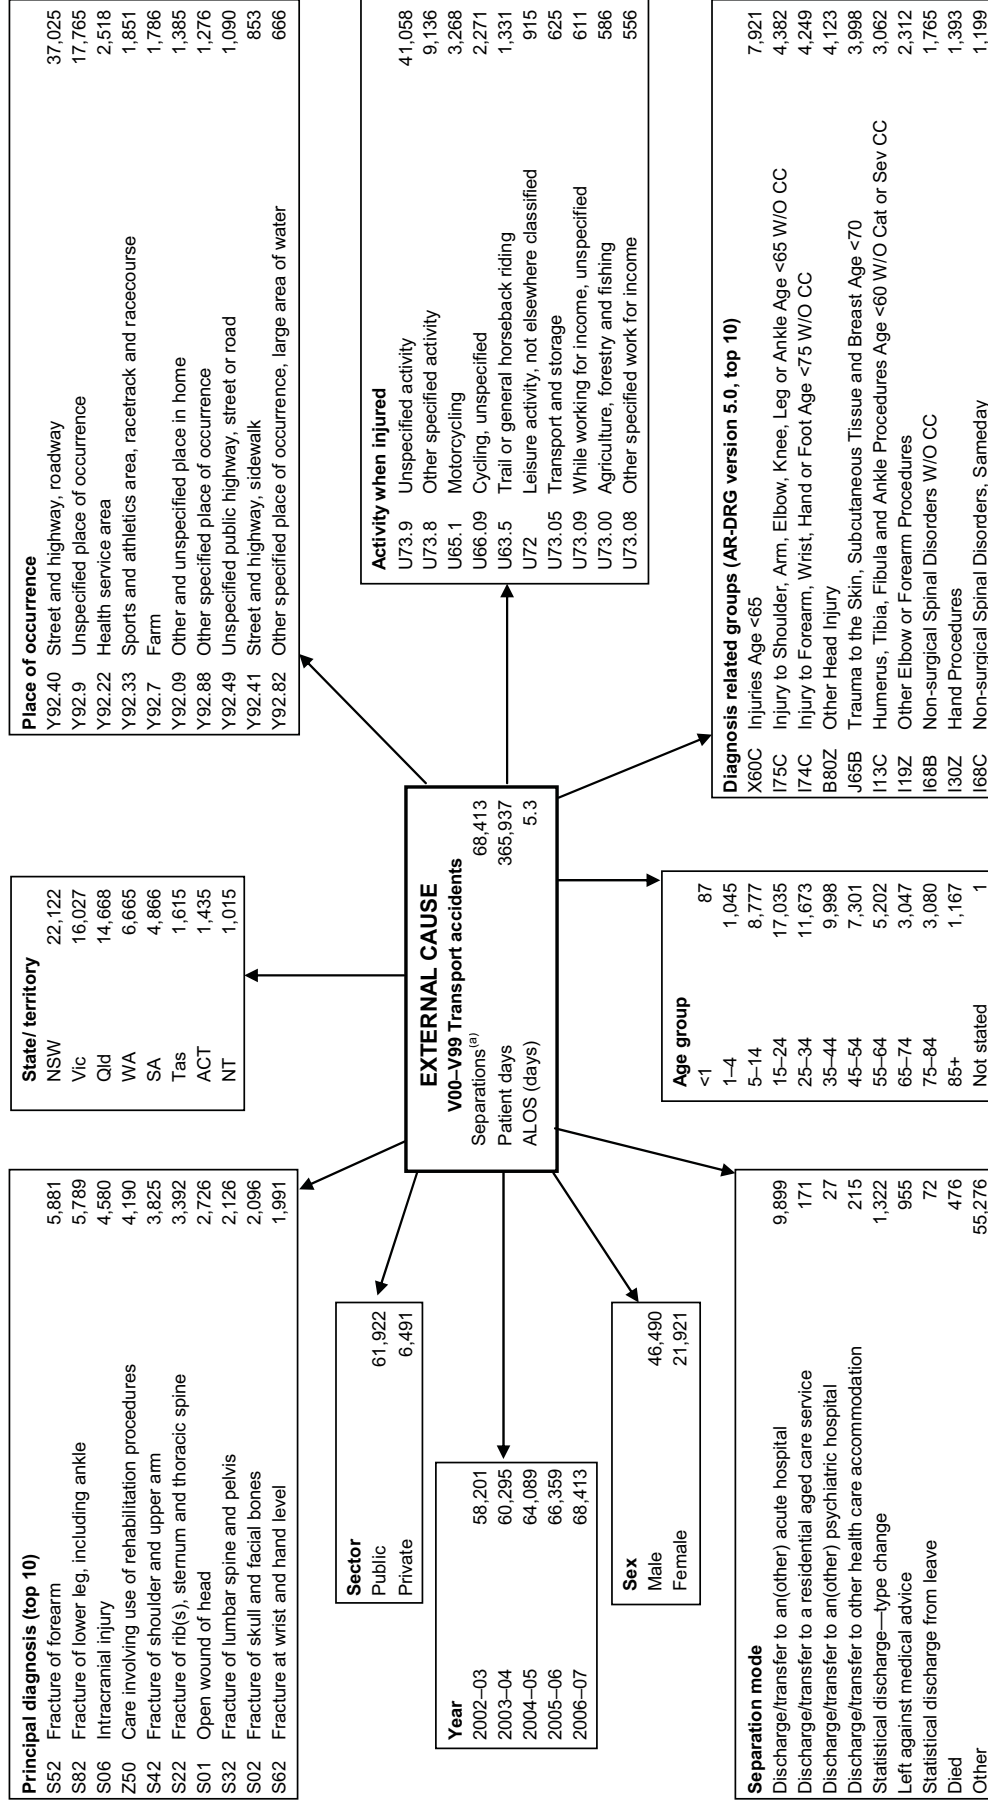 Principal diagnosis (top 10)
S52 Fracture of forearm 5,881
S82 Fracture of lower leg, including ankle 5,789
S06 Intracranial injury 4,580
Z50 Care involving use of rehabilitation procedures 4,190
S42 Fracture of shoulder and upper arm 3,825
S22 Fracture of rib(s), sternum and thoracic spine 3,392
S01 Open wound of head 2,726
S32 Fracture of lumbar spine and pelvis 2,126
S02 Fracture of skull and facial bones 2,096
S62 Fracture at wrist and hand level 1,991
State/ territory
NSW 22,122
Vic 16,027
Qld 14,668
WA 6,665
SA 4,866
Tas 1,615
ACT 1,435
NT 1,015
Place of occurrence
Y92.40 Street and highway, roadway 37,025
Y92.9 Unspecified place of occurrence 17,765
Y92.22 Health service area 2,518
Y92.33 Sports and athletics area, racetrack and racecourse 1,851
Y92.7 Farm 1,786
Y92.09 Other and unspecified place in home 1,385
Y92.88 Other specified place of occurrence 1,276
Y92.49 Unspecified public highway, street or road 1,090
Y92.41 Street and highway, sidewalk 853
Y92.82 Other specified place of occurrence, large area of water 666
Sector
Public 61,922
Private 6,491
Year
2002–03 58,201
2003–04 60,295
2004–05 64,089
2005–06 66,359
2006–07 68,413
Sex
Male 46,490
Female 21,921
EXTERNAL CAUSE
V00–V99 Transport accidents
Separations(a) 68,413
Patient days 365,937
ALOS (days) 5.3
Activity when injured
U73.9 Unspecified activity 41,058
U73.8 Other specified activity 9,136
U65.1 Motorcycling 3,268
U66.09 Cycling, unspecified 2,271
U63.5 Trail or general horseback riding 1,331
U72 Leisure activity, not elsewhere classified 915
U73.05 Transport and storage 625
U73.09 While working for income, unspecified 611
U73.00 Agriculture, forestry and fishing 586
U73.08 Other specified work for income 556
Separation mode
Discharge/transfer to an(other) acute hospital 9,899
Discharge/transfer to a residential aged care service 171
Discharge/transfer to an(other) psychiatric hospital 27
Discharge/transfer to other health care accommodation 215
Statistical discharge—type change 1,322
Left against medical advice 955
Statistical discharge from leave 72
Died 476
Other 55,276
Age group
<1 87
1–4 1,045
5–14 8,777
15–24 17,035
25–34 11,673
35–44 9,998
45–54 7,301
55–64 5,202
65–74 3,047
75–84 3,080
85+ 1,167
Not stated 1
Diagnosis related groups (AR-DRG version 5.0, top 10)
X60C Injuries Age <65 7,921
I75C Injury to Shoulder, Arm, Elbow, Knee, Leg or Ankle Age <65 W/O CC 4,382
I74C Injury to Forearm, Wrist, Hand or Foot Age <75 W/O CC 4,249
B80Z Other Head Injury 4,123
J65B Trauma to the Skin, Subcutaneous Tissue and Breast Age <70 3,998
I13C Humerus, Tibia, Fibula and Ankle Procedures Age <60 W/O Cat or Sev CC 3,062
I19Z Other Elbow or Forearm Procedures 2,312
I68B Non-surgical Spinal Disorders W/O CC 1,765
I30Z Hand Procedures 1,393
I68C Non-surgical Spinal Disorders, Sameday 1,199